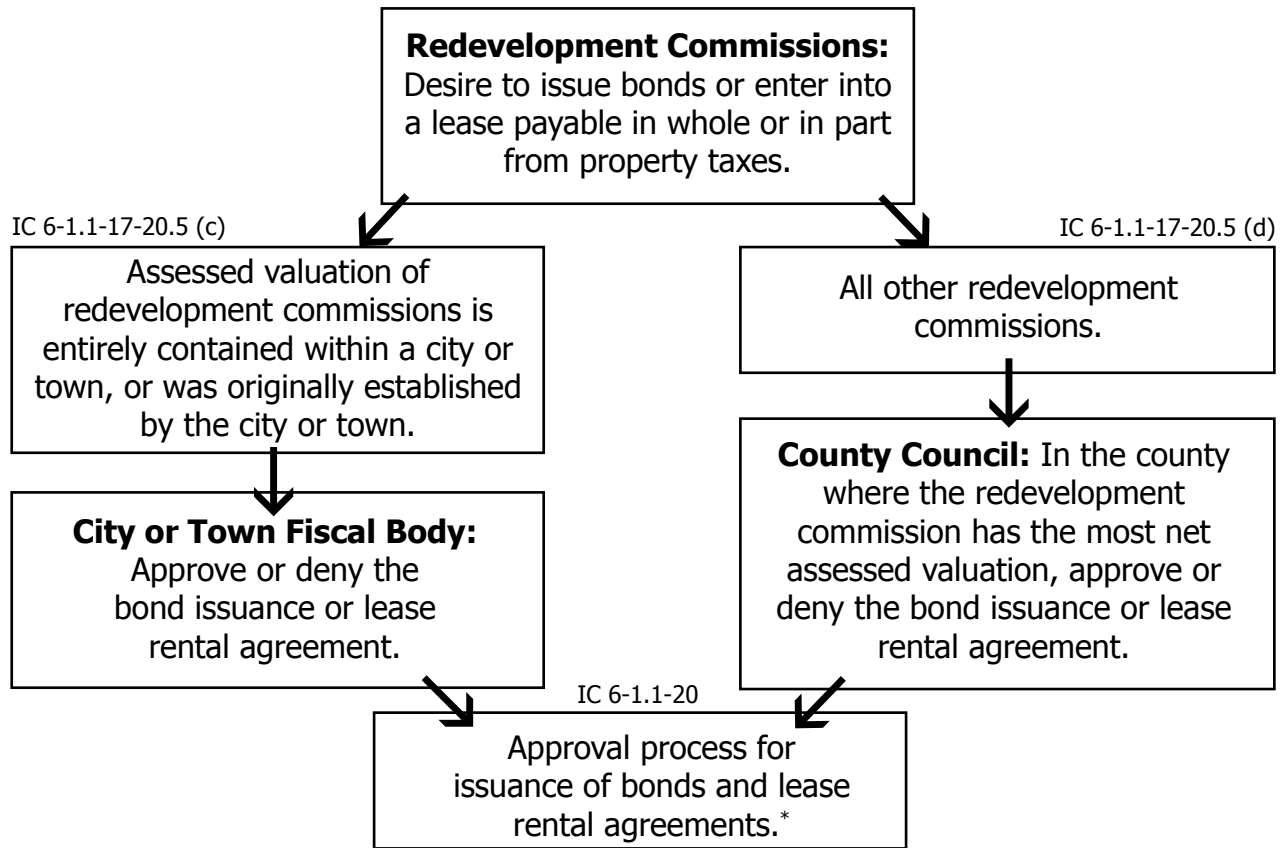 Redevelopment Commissions:
Desire to issue bonds or enter into
a lease payable in whole or in part
from property taxes.
IC 6-1.1-17-20.5 (c)
Assessed valuation of
redevelopment commissions is
entirely contained within a city or
town, or was originally established
by the city or town.
IC 6-1.1-17-20.5 (d)
All other redevelopment
commissions.
City or Town Fiscal Body:
Approve or deny the
bond issuance or lease
rental agreement.
County Council: In the county
where the redevelopment
commission has the most net
assessed valuation, approve or
deny the bond issuance or lease
rental agreement.
IC 6-1.1-20
Approval process for
issuance of bonds and lease
rental agreements.*